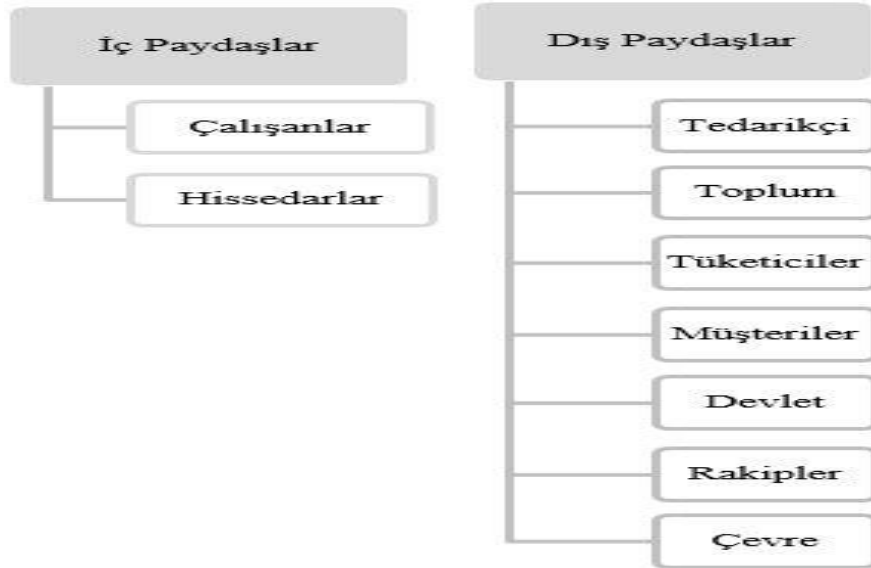 İç Paydaşlar
Çalışanlar
Hissedarlar
Dış Paydaşlar
Tedarikçi
Toplum
Tüketiciler
Müşteriler
Devlet
Rakipler
Çevre